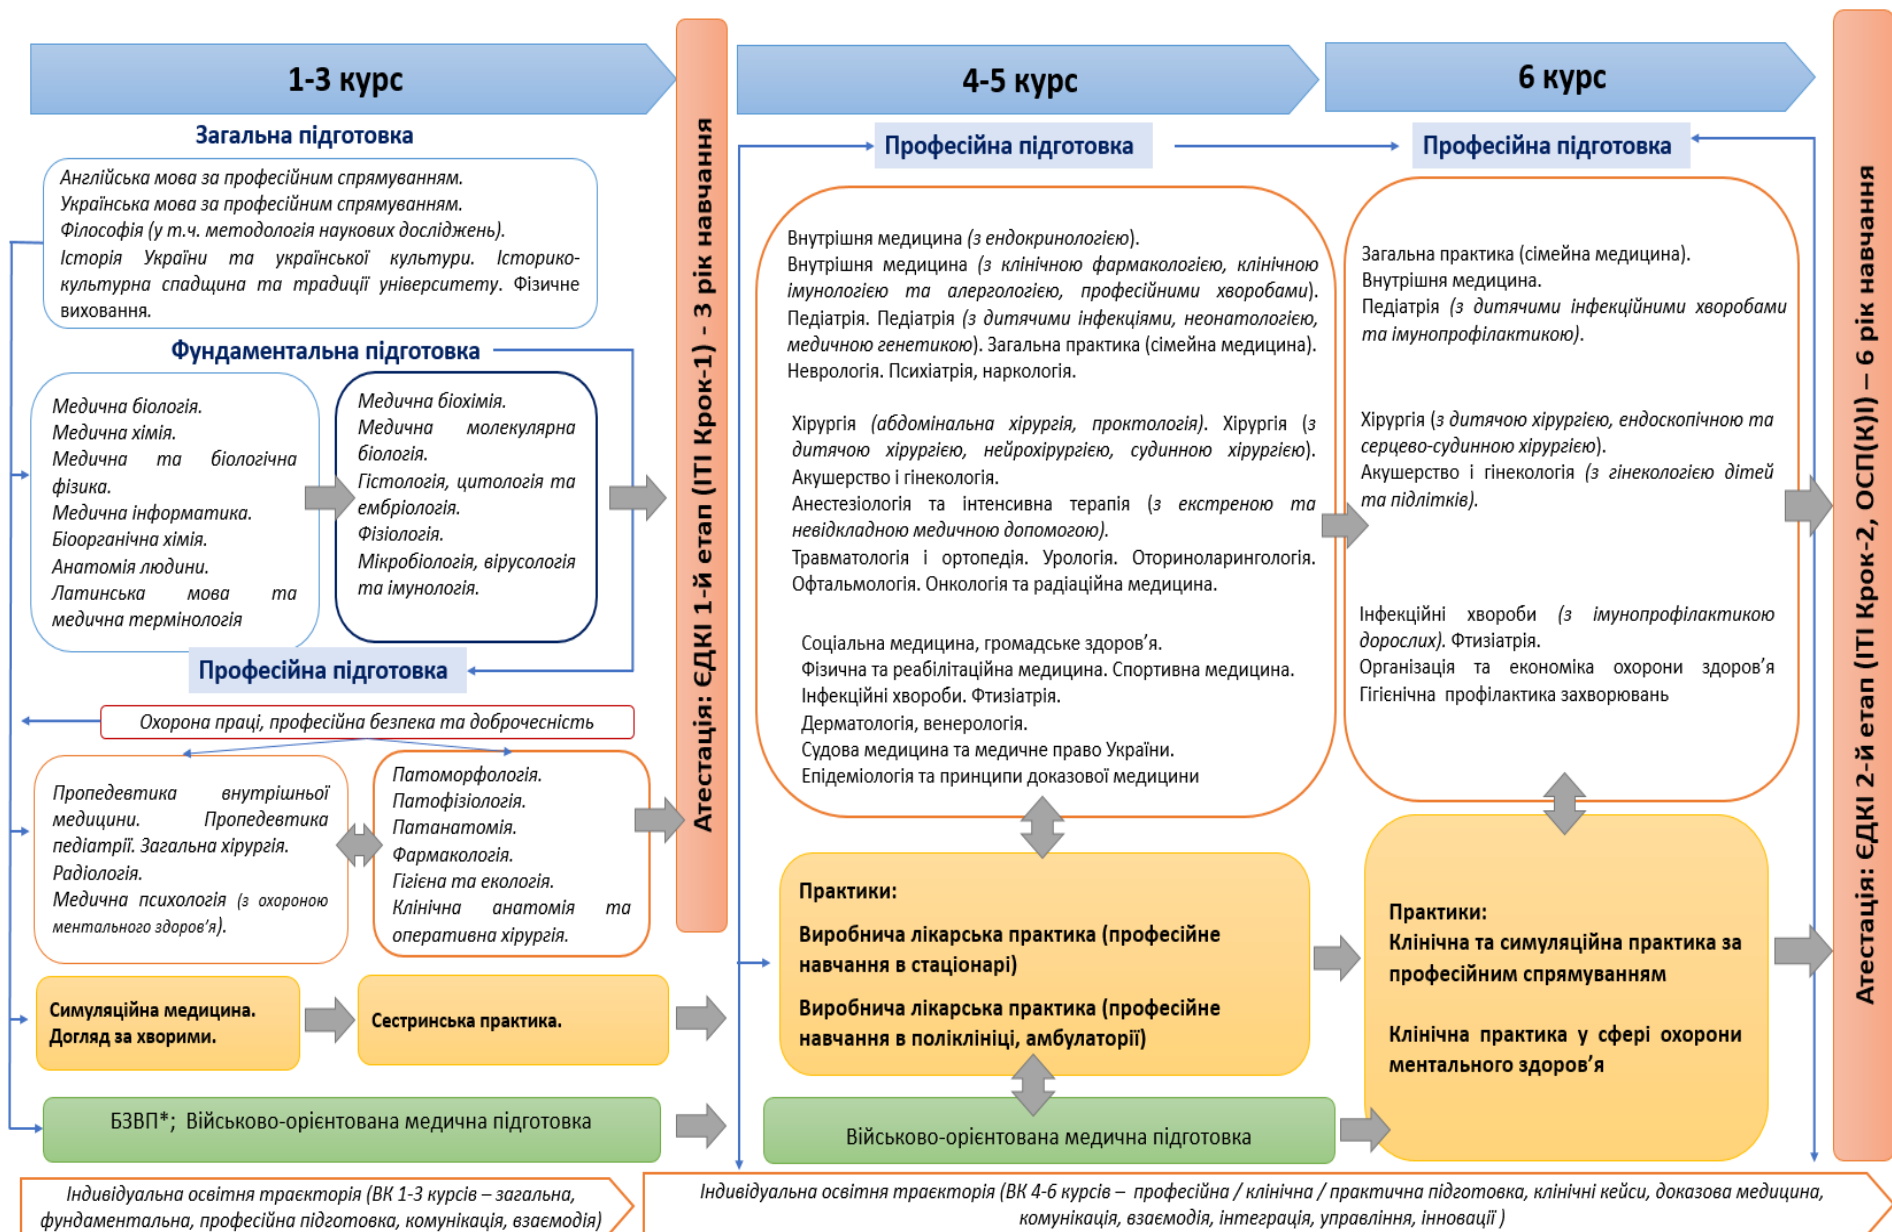 1-3 курс
Загальна підготовка
Англійська мова за професійним спрямуванням.
Українська мова за професійним спрямуванням.
Філософія (у т.ч. методологія наукових досліджень).
Історія України та української культури. Історико-
культурна спадщина та традиції університету. Фізичне
виховання.
Фундаментальна підготовка
Медична біологія.
Медична хімія.
Медична та біологічна
фізика.
Медична інформатика.
Біоорганічна хімія.
Анатомія людини.
Латинська мова та
медична термінологія
Медична біохімія.
Медична молекулярна
біологія.
Гістологія, цитологія та
ембріологія.
Фізіологія.
Мікробіологія, вірусологія
та імунологія.
Професійна підготовка
Охорона праці, професійна безпека та доброчесність
Пропедевтика внутрішньої
медицини. Пропедевтика
педіатрії. Загальна хірургія.
Радіологія.
Медична психологія (з охороною
ментального здоров'я).
Патоморфологія.
Патофізіологія.
Патанатомія.
Фармакологія.
Гігієна та екологія.
Клінічна анатомія та
оперативна хірургія.
Симуляційна медицина.
Догляд за хворими.
Сестринська практика.
БЗВП*; Військово-орієнтована медична підготовка
Індивідуальна освітня траєкторія (ВК 1-3 курсів – загальна,
фундаментальна, професійна підготовка, комунікація, взаємодія)
Атестація: ЄДКІ 1-й етап (ІТІ Крок-1) - 3 рік навчання
4-5 курс
Професійна підготовка
Внутрішня медицина (з ендокринологією).
Внутрішня медицина (з клінічною фармакологією, клінічною
імунологією та алергологією, професійними хворобами).
Педіатрія. Педіатрія (з дитячими інфекціями, неонатологією,
медичною генетикою). Загальна практика (сімейна медицина).
Неврологія. Психіатрія, наркологія.
Хірургія (абдомінальна хірургія, проктологія). Хірургія (з
дитячою хірургією, нейрохірургією, судинною хірургією).
Акушерство і гінекологія.
Анестезіологія та інтенсивна терапія (з екстреною та
невідкладною медичною допомогою).
Травматологія і ортопедія. Урологія. Оториноларингологія.
Офтальмологія. Онкологія та радіаційна медицина.
Соціальна медицина, громадське здоров'я.
Фізична та реабілітаційна медицина. Спортивна медицина.
Інфекційні хвороби. Фтизіатрія.
Дерматологія, венерологія.
Судова медицина та медичне право України.
Епідеміологія та принципи доказової медицини
Практики:
Виробнича лікарська практика (професійне
навчання в стаціонарі)
Виробнича лікарська практика (професійне
навчання в поліклініці, амбулаторії)
Військово-орієнтована медична підготовка
6 курс
Професійна підготовка
Загальна практика (сімейна медицина).
Внутрішня медицина.
Педіатрія (з дитячими інфекційними хворобами
та імунопрофілактикою).
Хірургія (з дитячою хірургією, ендоскопічною та
серцево-судинною хірургією).
Акушерство і гінекологія (з гінекологією дітей
та підлітків).
Інфекційні хвороби (з імунопрофілактикою
дорослих). Фтизіатрія.
Організація та економіка охорони здоров'я
Гігієнічна профілактика захворювань
Практики:
Клінічна та симуляційна практика за
професійним спрямуванням
Клінічна практика у сфері охорони
ментального здоров'я
Індивідуальна освітня траєкторія (ВК 4-6 курсів – професійна / клінічна / практична підготовка, клінічні кейси, доказова медицина,
комунікація, взаємодія, інтеграція, управління, інновації )
Атестація: ЄДКІ 2-й етап (ІТІ Крок-2, ОСП(К)І) – 6 рік навчання